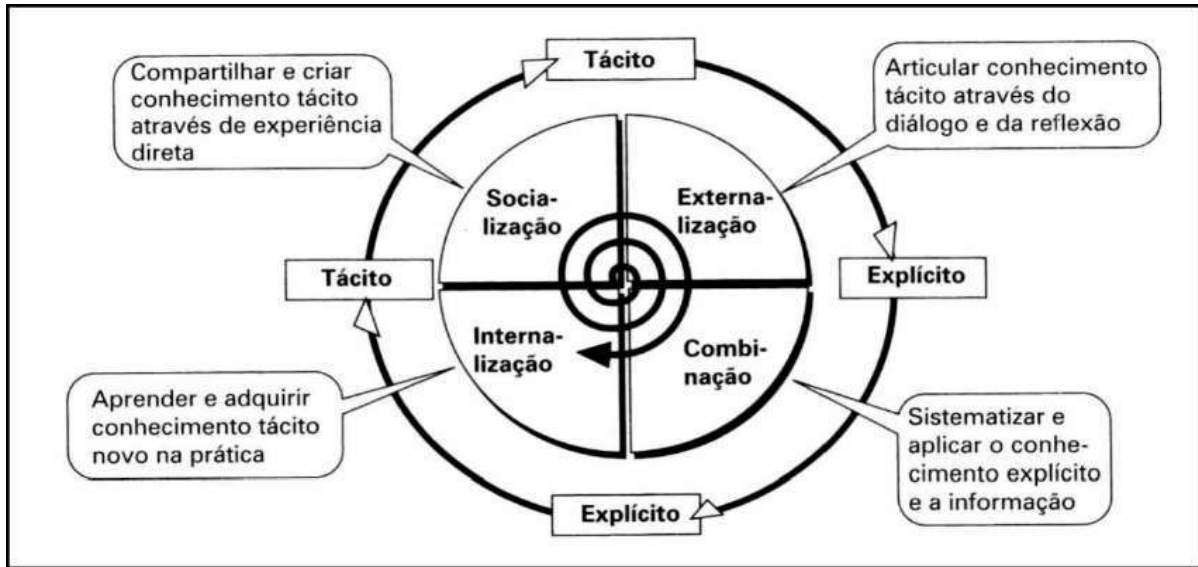 Tácito
Compartilhar e criar
conhecimento tácito
através de experiência
direta
Articular conhecimento
tácito através do
diálogo e da reflexão
Socia-
lização
Externa-
lização
Tácito
Explícito
Interna-
lização
Combi-
nação
Aprender e adquirir
conhecimento tácito
novo na prática
Sistematizar e
aplicar o conhe-
cimento explícito
e a informação
Explícito